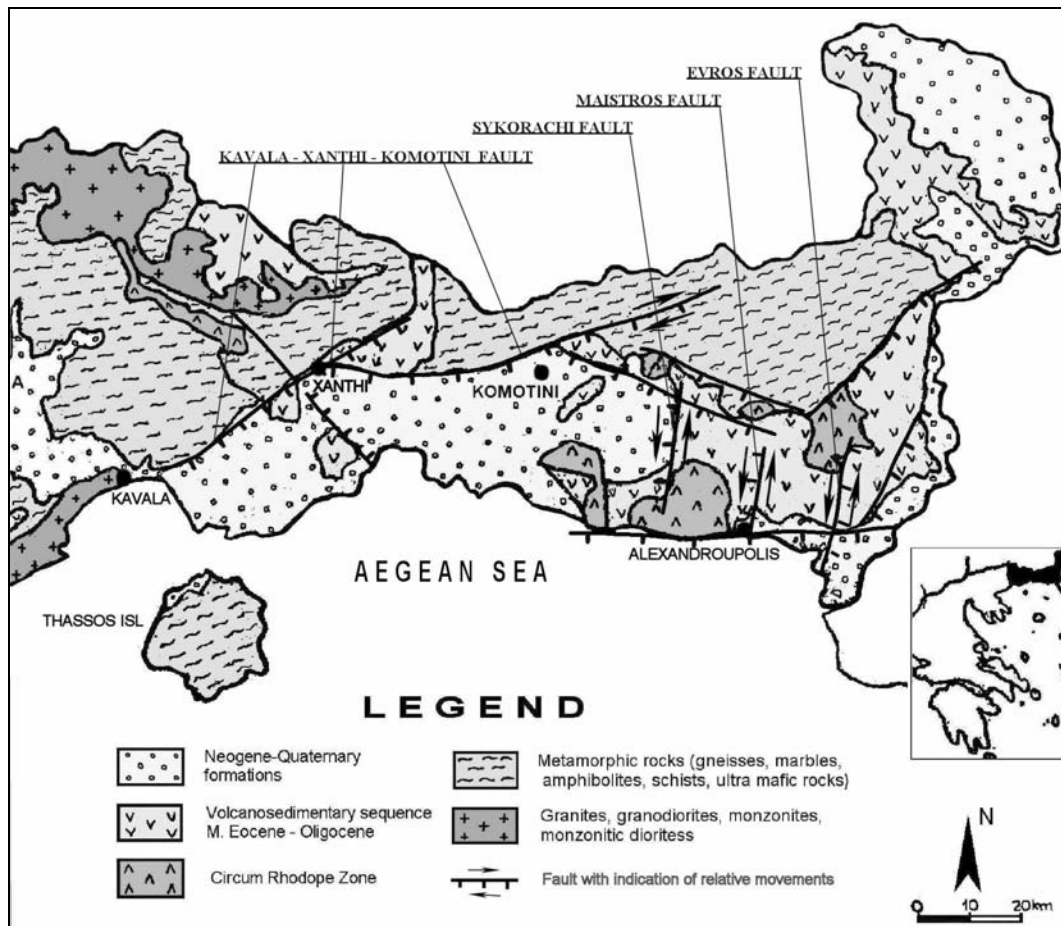 EVROS FAULT
MAISTROS FAULT
SYKORACHI FAULT
KAVALA - XANTHI - KOMOTINI FAULT
A
XANTHI
KOMOTINI
KAVALA
ALEXANDROUPOLIS
AEGEAN SEA
THASSOS ISL
LEGEND
Neogene-Quaternary
formations
Volcanosedimentary sequence
M. Eocene - Oligocene
Circum Rhodope Zone
Metamorphic rocks (gneisses, marbles,
amphibolites, schists, ultra mafic rocks)
Granites, granodiorites, monzonites,
monzonitic dioritess
Fault with indication of relative movements
N
0 10 20km